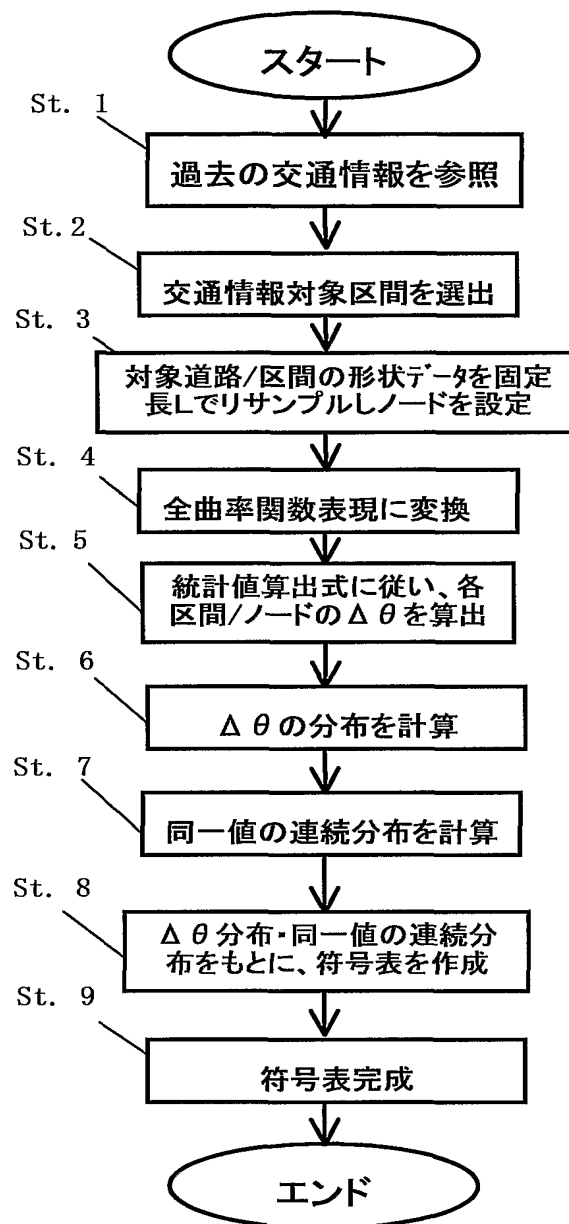 スタート
St. 1
過去の交通情報を参照
St.2
交通情報対象区間を選出
St. 3
対象道路/区間の形状データを固定
長Lでリサンプルしノードを設定
St. 4
全曲率関数表現に変換
St. 5
統計値算出式に従い、各
区間/ノードのΔθを算出
St. 6
Δθの分布を計算
St. 7
同一値の連続分布を計算
St. 8
Δθ分布・同一値の連続分
布をもとに、符号表を作成
St. 9
符号表完成
エンド